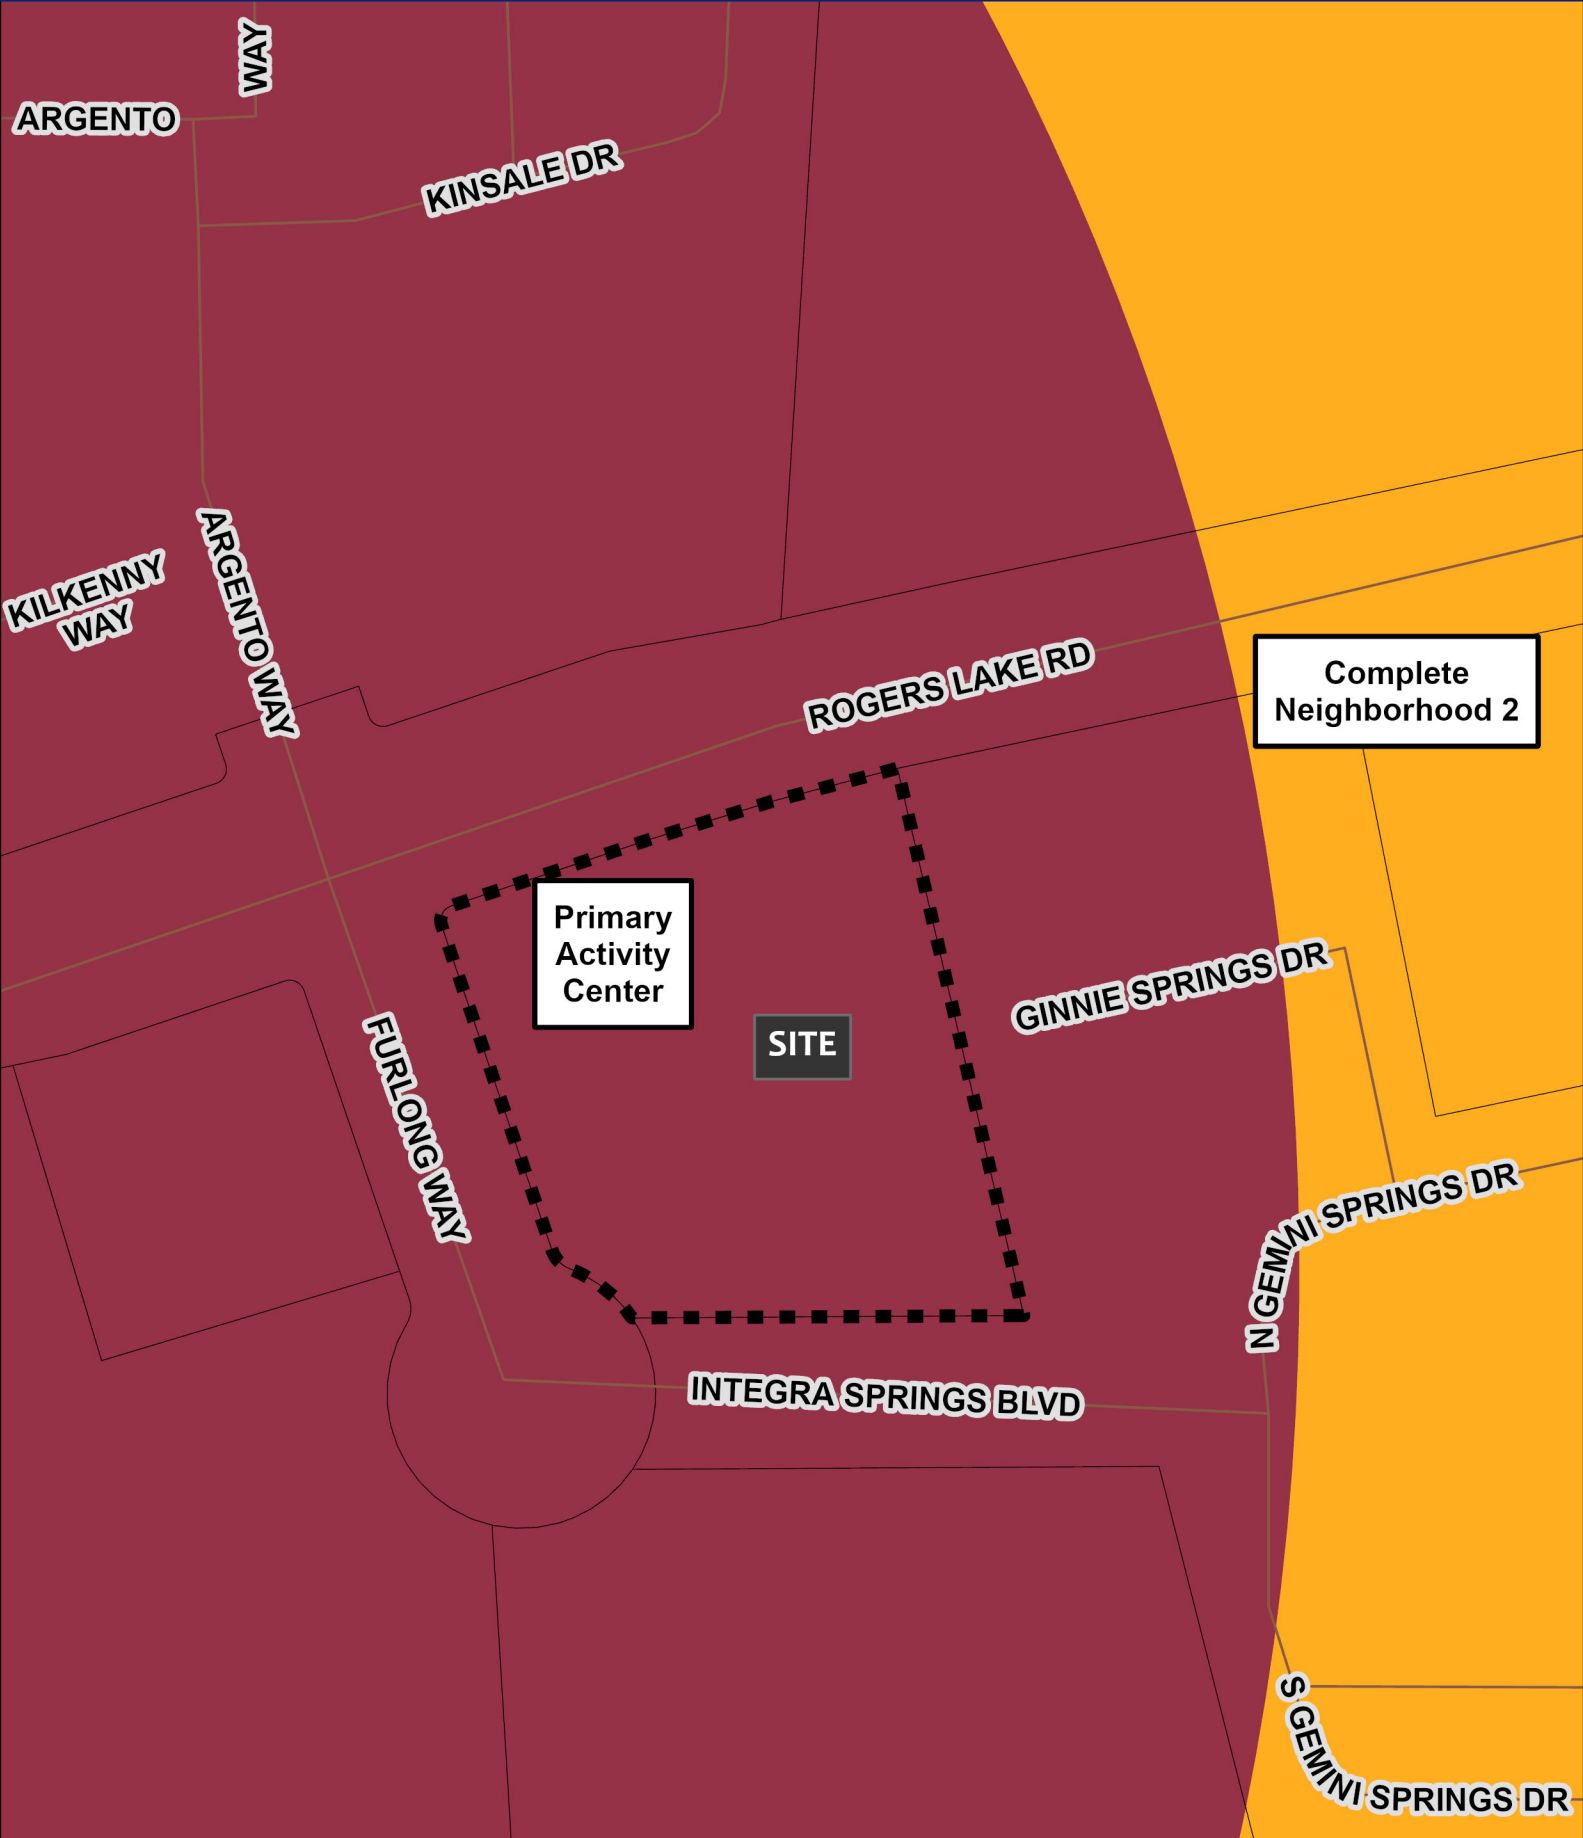 WAY
ARGENTO
KINSALE DR
KILKENNY
WAY
ARGENTO WAY
ROGERS LAKE RD
Complete
Neighborhood 2
Primary
Activity
Center
SITE
GINNIE SPRINGS DR
FURLONG WAY
N GEMINI SPRINGS DR
INTEGRA SPRINGS BLVD
S GEMINI SPRINGS DR